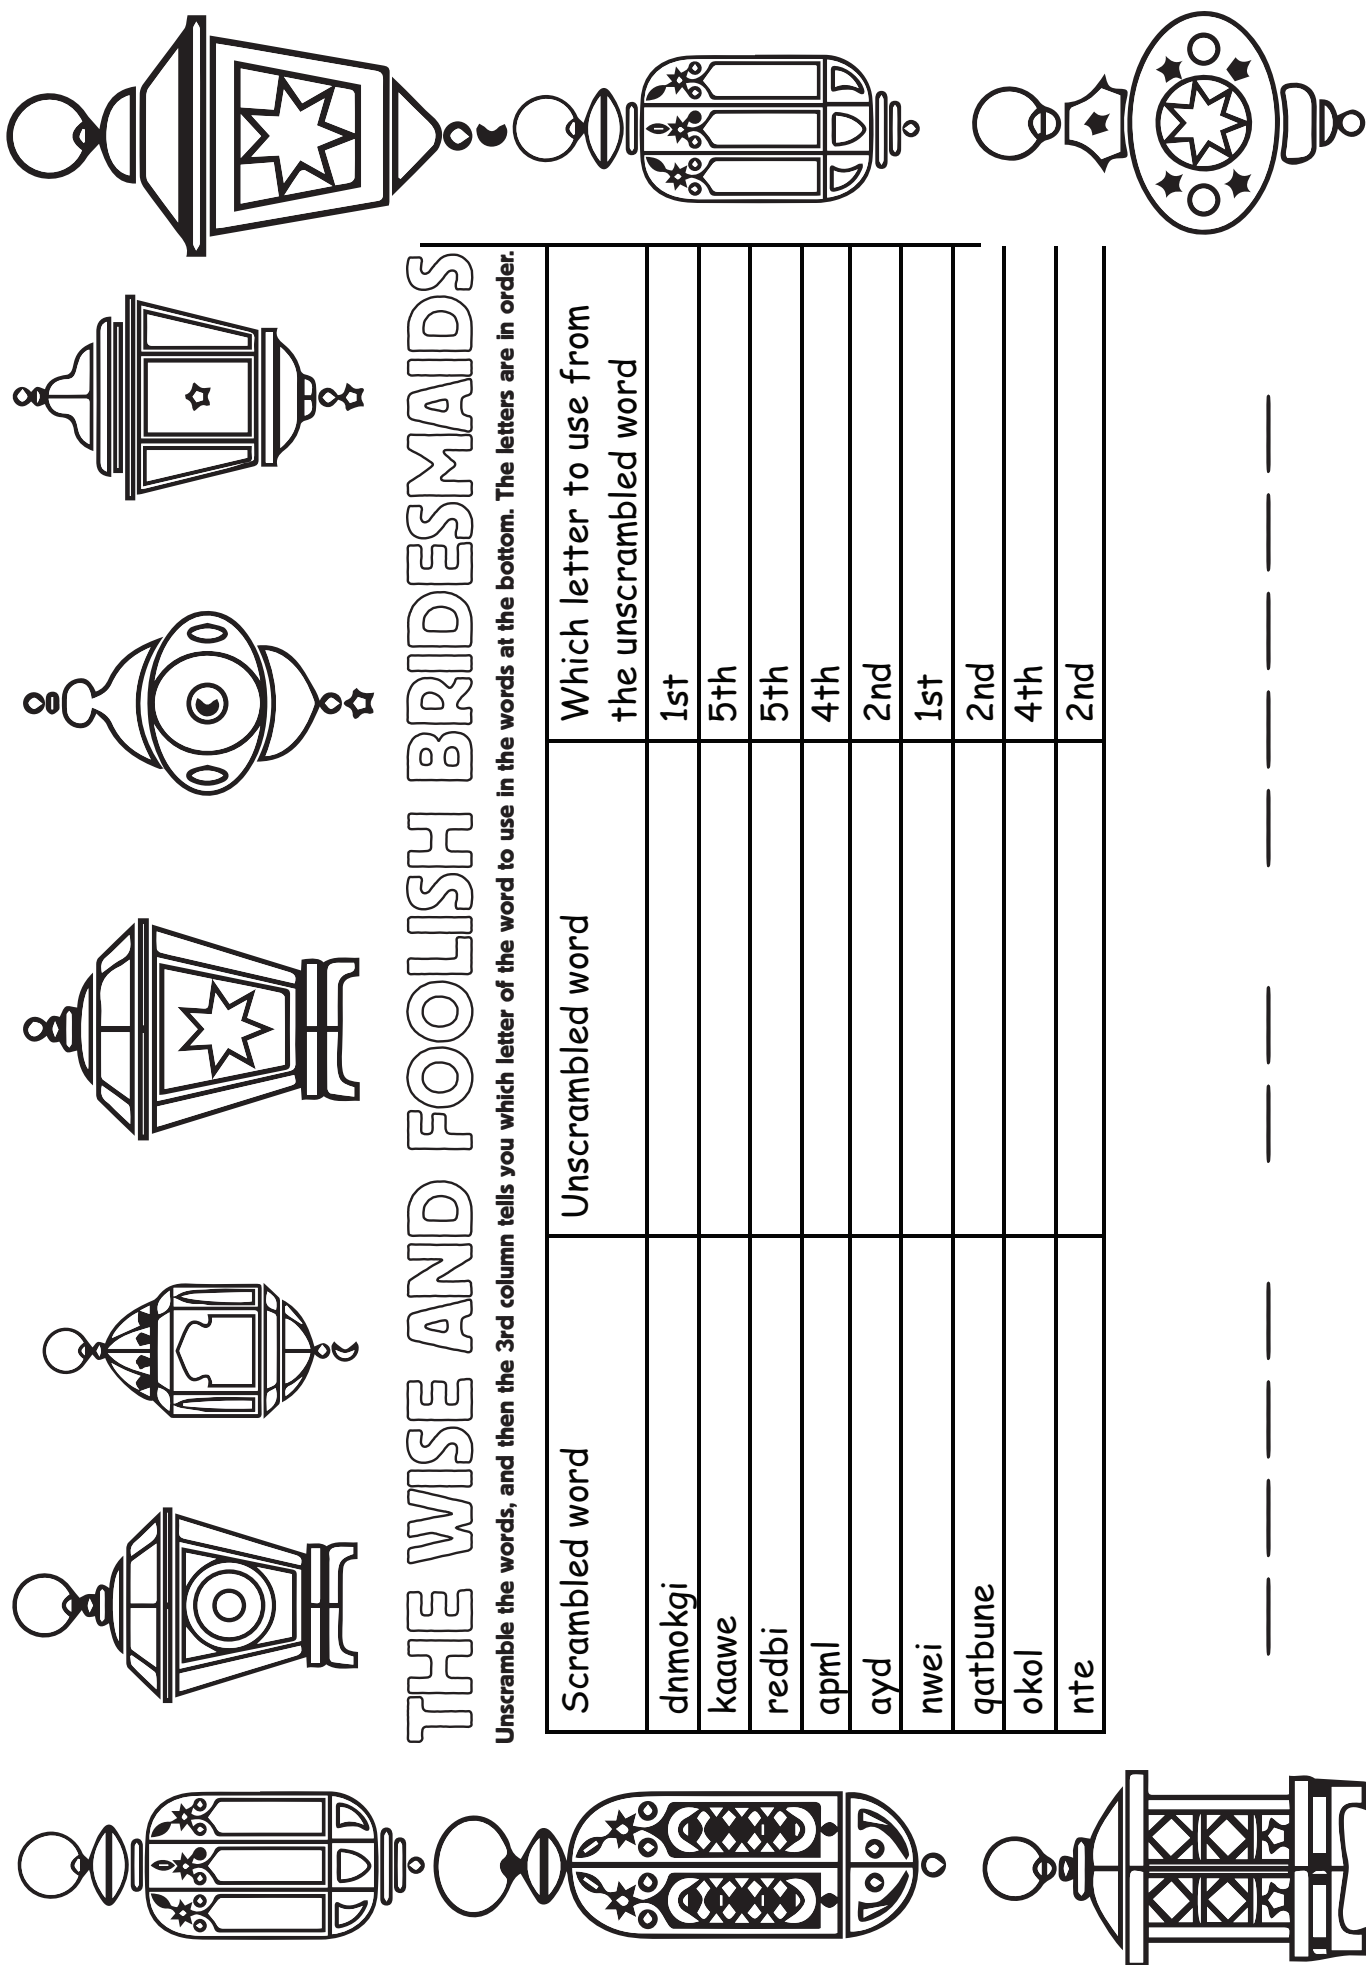 THE WISE AND FOOLISH BRIDESMAIDS
Unscramble the words, and then the 3rd column tells you which letter of the word to use in the words at the bottom. The letters are in order.
Scrambled word Unscrambled word Which letter to use from
the unscrambled word
dnmokgi 1st
kaawe 5th
redbi 5th
apml 4th
ayd 2nd
nwei 1st
qatbune 2nd
okol 4th
nte 2nd